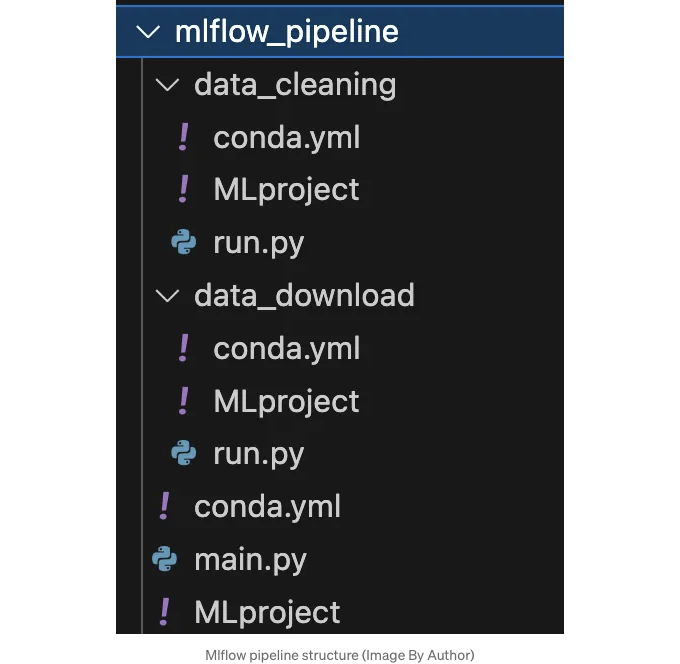 mlflow_pipeline
data_cleaning
! conda.yml
! MLproject
run.py
data_download
! conda.yml
! MLproject
run.py
! conda.yml
main.py
! MLproject
Mlflow pipeline structure (Image By Author)